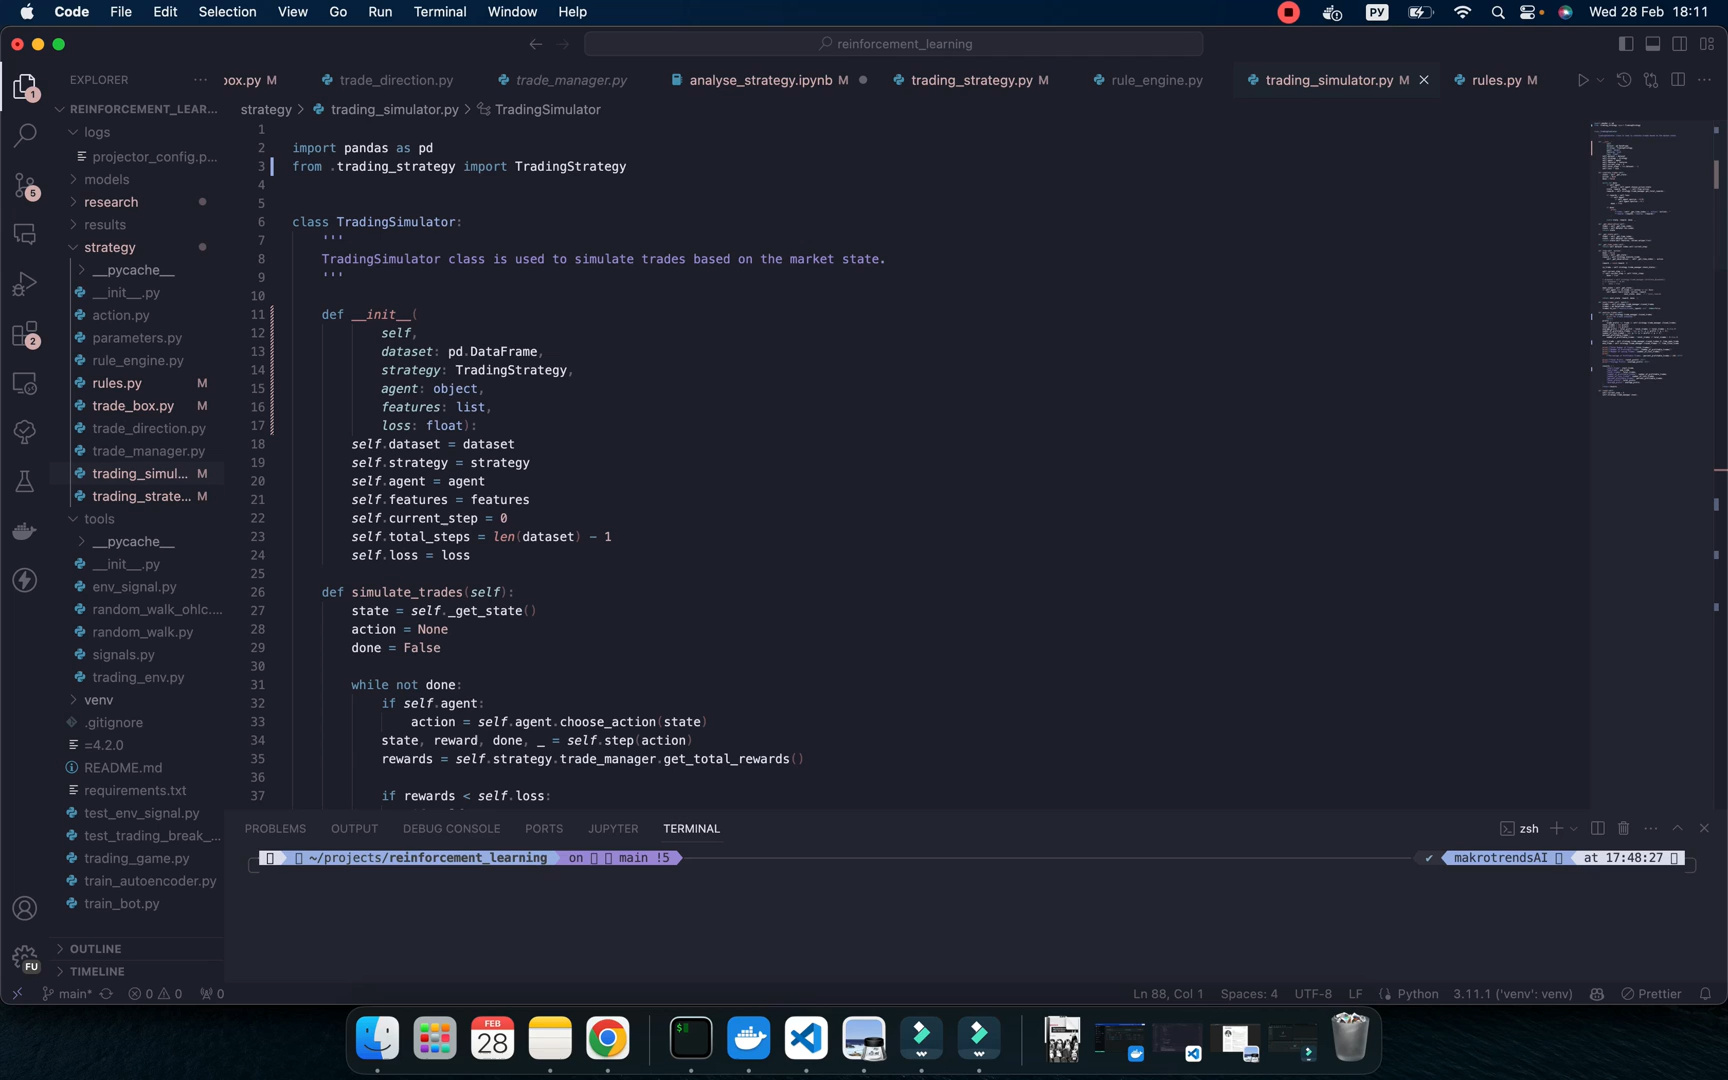 Code File Edit Selection View Go Run Terminal Window Help
РУ
Wed 28 Feb 18:11
reinforcement_learning
EXPLORER
box.py M
trade_direction.py
trade_manager.py
analyse_strategy.ipynb M
trading_strategy.py M
rule_engine.py
trading_simulator.py M
rules.py M
1
5
2
FU
REINFORCEMENT_LEAR...
logs
projector_config.p...
models
research
results
strategy
__pycache__
__init__.py
action.py
parameters.py
rule_engine.py
rules.py M
trade_box.py M
trade_direction.py
trade_manager.py
trading_simul... M
trading_strate... M
tools
__pycache__
__init__.py
env_signal.py
random_walk_ohlc....
random_walk.py
signals.py
trading_env.py
venv
.gitignore
=4.2.0
README.md
requirements.txt
test_env_signal.py
test_trading_break_...
trading_game.py
train_autoencoder.py
train_bot.py
OUTLINE
TIMELINE
strategy > trading_simulator.py > TradingSimulator
1
2 import pandas as pd
3 from .trading_strategy import TradingStrategy
4
5
6 class TradingSimulator:
7 '''
8 TradingSimulator class is used to simulate trades based on the market state.
9 '''
10
11 def __init__(
12 self,
13 dataset: pd.DataFrame,
14 strategy: TradingStrategy,
15 agent: object,
16 features: list,
17 loss: float):
18 self.dataset = dataset
19 self.strategy = strategy
20 self.agent = agent
21 self.features = features
22 self.current_step = 0
23 self.total_steps = len(dataset) - 1
24 self.loss = loss
25
26 def simulate_trades(self):
27 state = self._get_state()
28 action = None
29 done = False
30
31 while not done:
32 if self.agent:
33 action = self.agent.choose_action(state)
34 state, reward, done, _ = self.step(action)
35 rewards = self.strategy.trade_manager.get_total_rewards()
36
37 if rewards < self.loss:
PROBLEMS OUTPUT DEBUG CONSOLE PORTS JUPYTER TERMINAL
zsh
~/projects/reinforcement_learning on main !5
makrotrendsAI at 17:48:27
main* 0 0 0
Ln 88, Col 1 Spaces: 4 UTF-8 LF Python 3.11.1 ('venv': venv) Prettier
FEB
28